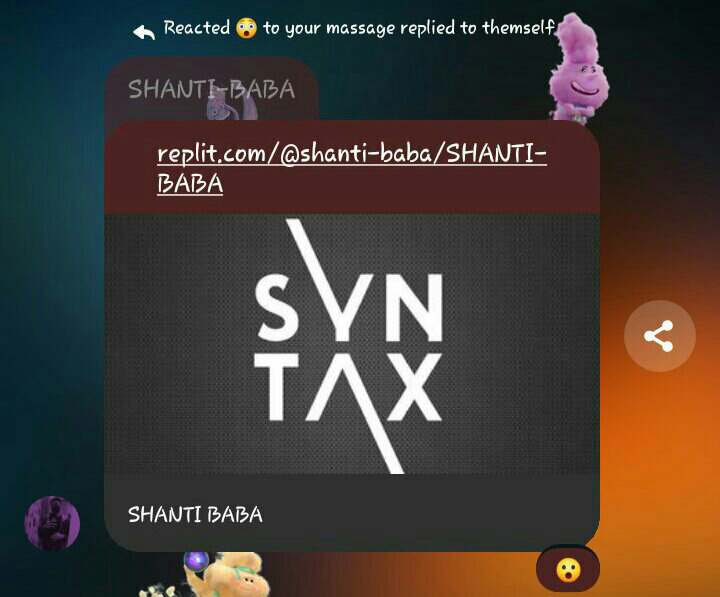 Reacted 😮 to your massage replied to themself
SHANTI-BABA
replit.com/@shanti-baba/SHANTI-
BABA
SYN
TAX
SHANTI BABA
😮